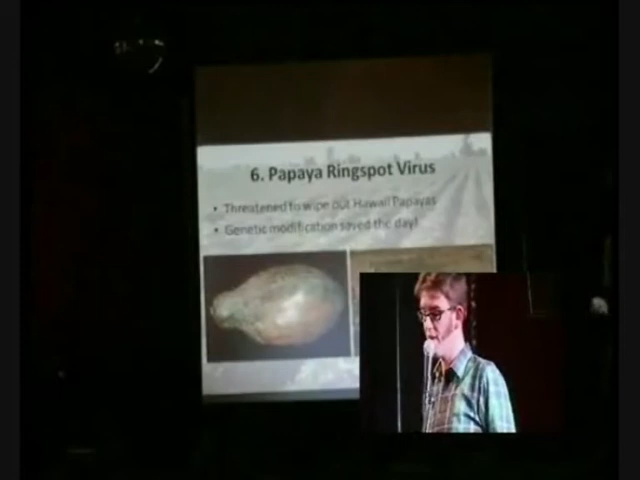 6. Papaya Ringspot Virus
• Threatened to wipe out Hawaii Papayas
• Genetic modification saved the day!